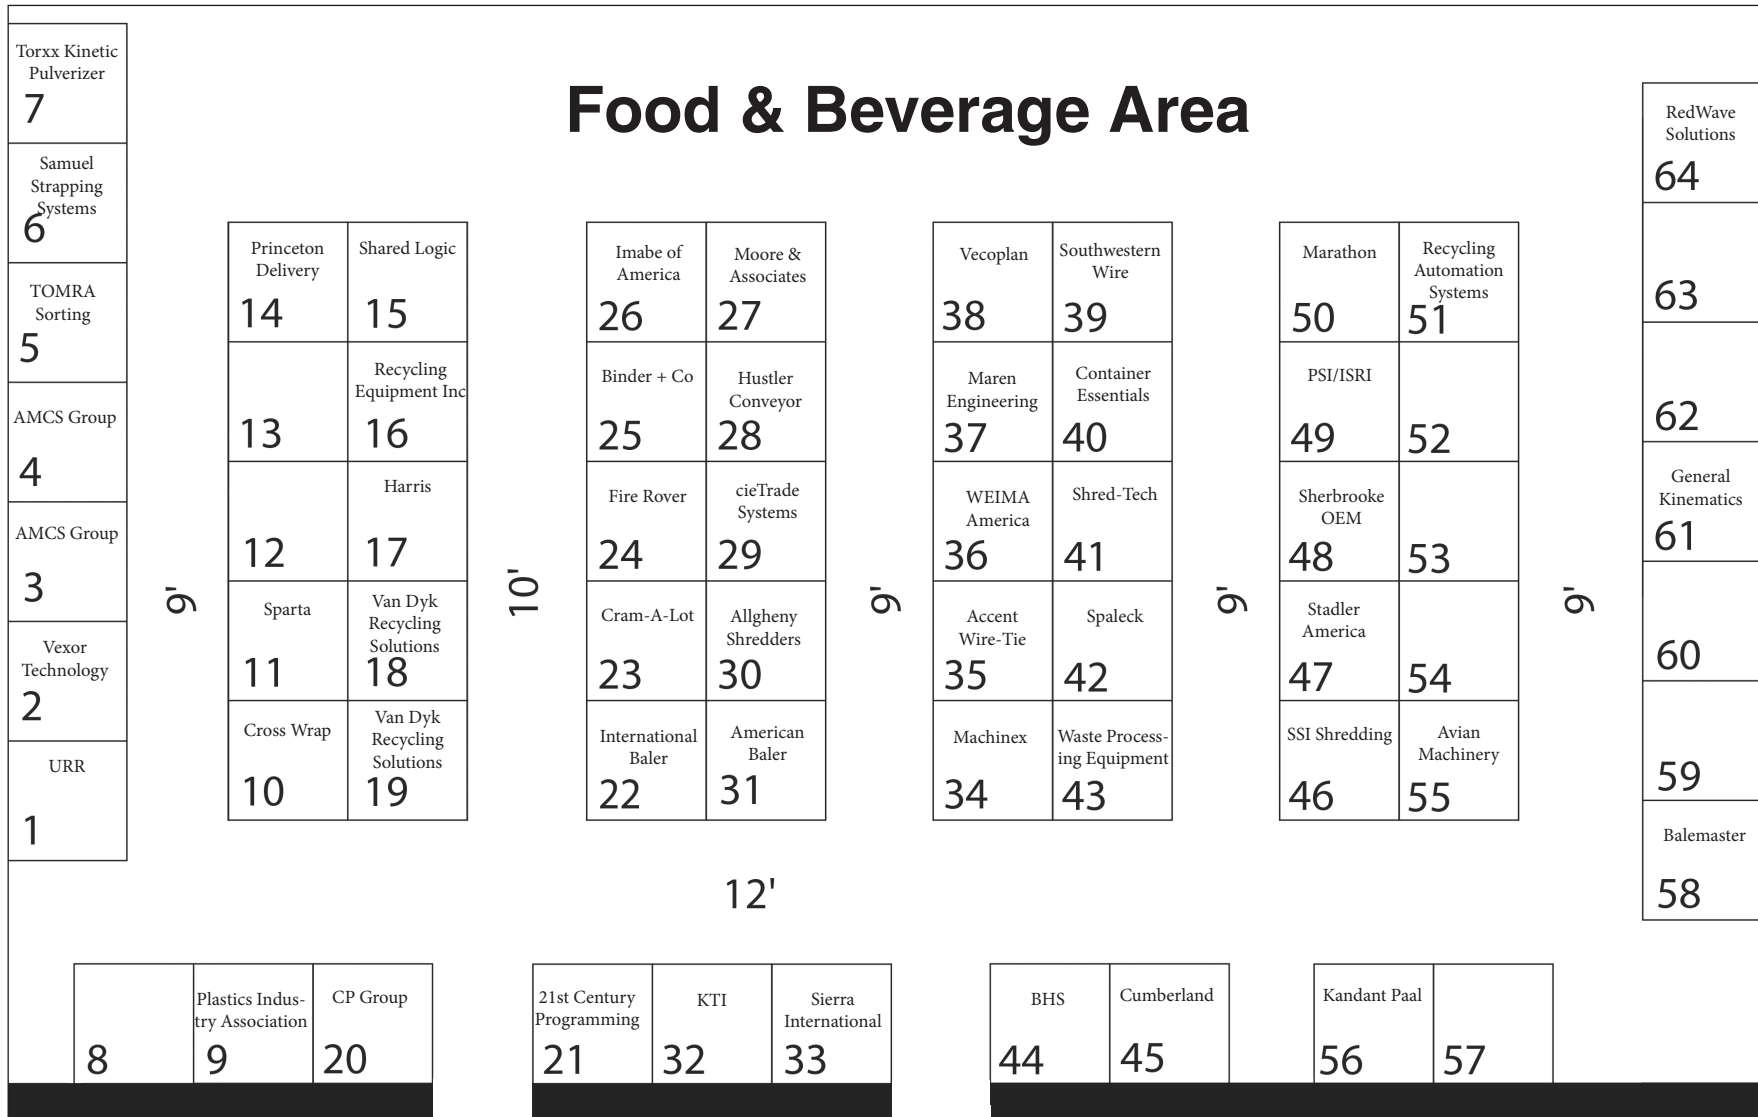 Food & Beverage Area
Torxx Kinetic
Pulverizer
7
Samuel
Strapping
Systems
6
TOMRA
Sorting
5
AMCS Group
4
AMCS Group
3
Vexor
Technology
2
URR
1
9'
Princeton
Delivery
14
Shared Logic
15
13
Recycling
Equipment Inc
16
12
Harris
17
Sparta
11
Van Dyk
Recycling
Solutions
18
Cross Wrap
10
Van Dyk
Recycling
Solutions
19
10'
Imabe of
America
26
Moore &
Associates
27
Binder + Co
25
Hustler
Conveyor
28
Fire Rover
24
cieTrade
Systems
29
Cram-A-Lot
23
Allgheny
Shredders
30
International
Baler
22
American
Baler
31
9'
Vecoplan
38
Southwestern
Wire
39
Maren
Engineering
37
Container
Essentials
40
WEIMA
America
36
Shred-Tech
41
Accent
Wire-Tie
35
Spaleck
42
Machinex
34
Waste Process-
ing Equipment
43
9'
Marathon
50
Recycling
Automation
Systems
51
PSI/ISRI
49
52
Sherbrooke
OEM
48
53
Stadler
America
47
54
SSI Shredding
46
Avian
Machinery
55
9'
RedWave
Solutions
64
63
62
General
Kinematics
61
60
59
Balemaster
58
12'
8
Plastics Indus-
try Association
9
CP Group
20
21st Century
Programming
21
KTI
32
Sierra
International
33
BHS
44
Cumberland
45
Kandant Paal
56
57